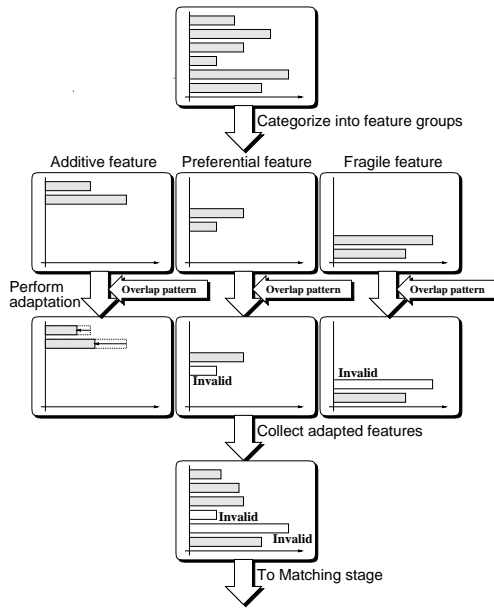 Categorize into feature groups
Additive feature
Preferential feature
Fragile feature
Perform
adaptation
Overlap pattern
Overlap pattern
Overlap pattern
Invalid
Invalid
Collect adapted features
Invalid
Invalid
To Matching stage